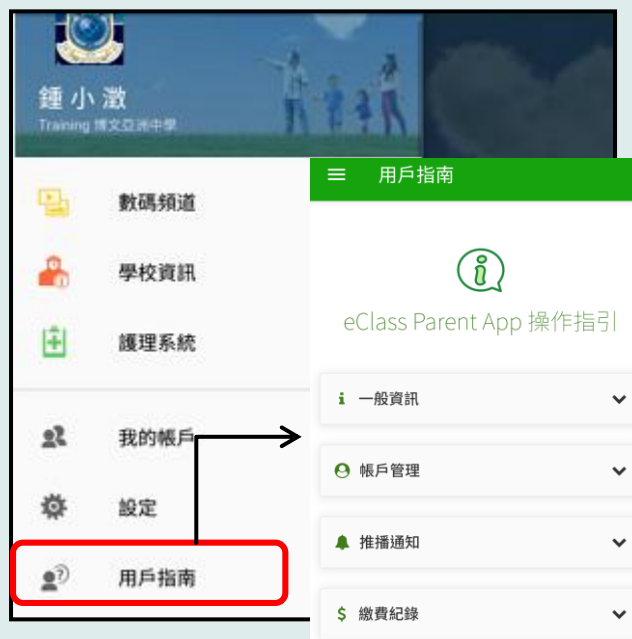 鍾小澂
Training 博文亞洲中學
數碼頻道
學校資訊
護理系統
我的帳戶
設定
用戶指南
用戶指南
eClass Parent App 操作指引
一般資訊
帳戶管理
推播通知
繳費紀錄